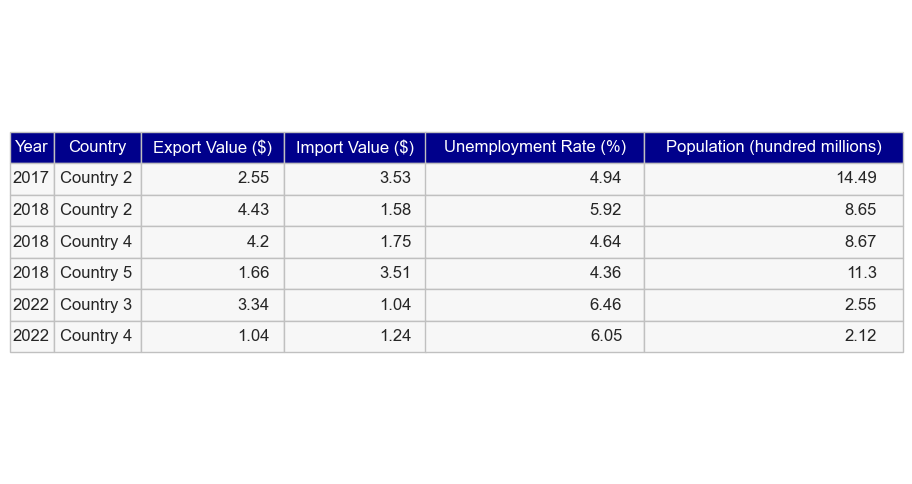 Year Country Export Value ($) Import Value ($) Unemployment Rate (%) Population (hundred millions)
2017 Country 2 2.55 3.53 4.94 14.49
2018 Country 2 4.43 1.58 5.92 8.65
2018 Country 4 4.2 1.75 4.64 8.67
2018 Country 5 1.66 3.51 4.36 11.3
2022 Country 3 3.34 1.04 6.46 2.55
2022 Country 4 1.04 1.24 6.05 2.12